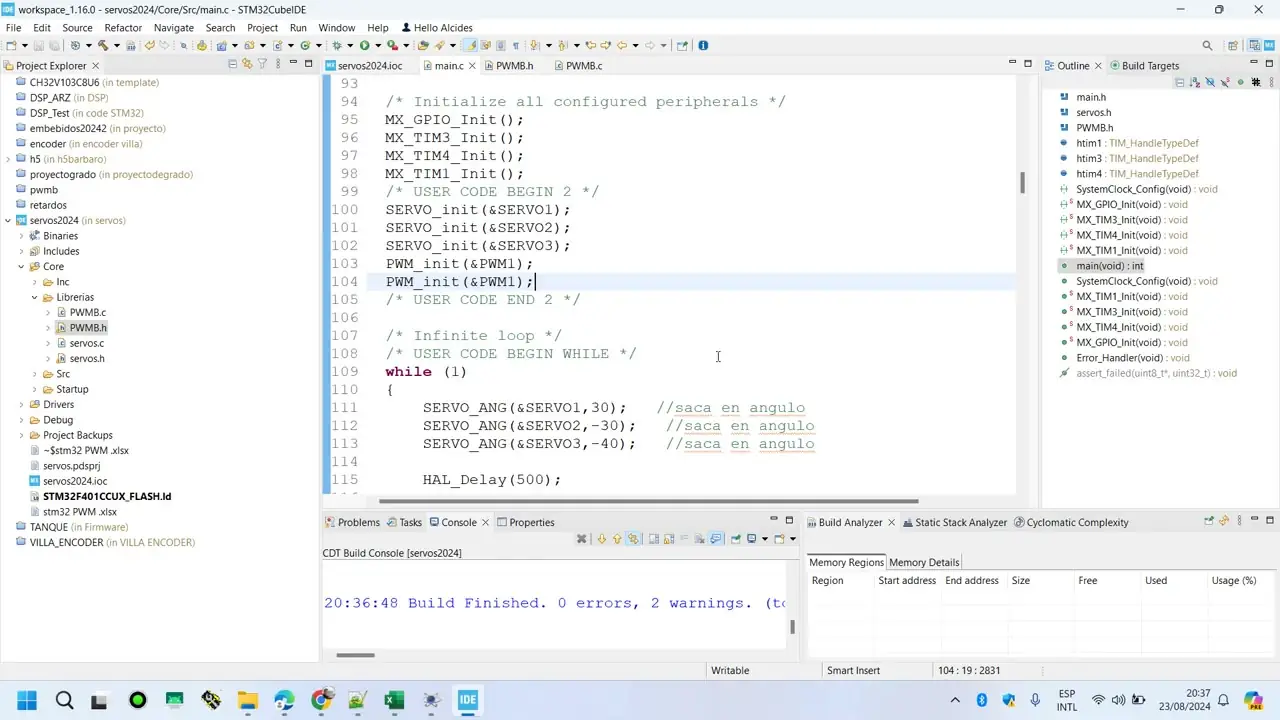 workspace_1.16.0 - servos2024/Core/Src/main.c - STM32CubeIDE
File Edit Source Refactor Navigate Search Project Run Window Help Hello Alcides
Project Explorer
CH32V103C8U6 (in template)
DSP_ARZ (in DSP)
DSP_Test (in code STM32)
embebidos20242 (in proyecto)
encoder (in encoder villa)
h5 (in h5barbaro)
proyectogrado (in proyectodegrado)
pwmb
retardos
servos2024 (in servos)
Binaries
Includes
Core
Inc
Librerias
PWMB.c
PWMB.h
servos.c
servos.h
Src
Startup
Drivers
Debug
Project Backups
~$stm32 PWM .xlsx
servos.pdsprj
servos2024.ioc
STM32F401CCUX_FLASH.ld
stm32 PWM .xlsx
TANQUE (in Firmware)
VILLA_ENCODER (in VILLA ENCODER)
servos2024.ioc main.c PWMB.h PWMB.c
93
94 /* Initialize all configured peripherals */
95 MX_GPIO_Init();
96 MX_TIM3_Init();
97 MX_TIM4_Init();
98 MX_TIM1_Init();
99 /* USER CODE BEGIN 2 */
100 SERVO_init(&SERVO1);
101 SERVO_init(&SERVO2);
102 SERVO_init(&SERVO3);
103 PWM_init(&PWM1);
104 PWM_init(&PWM1);
105 /* USER CODE END 2 */
106
107 /* Infinite loop */
108 /* USER CODE BEGIN WHILE */
109 while (1)
110 {
111 SERVO_ANG(&SERVO1,30); //saca en angulo
112 SERVO_ANG(&SERVO2,-30); //saca en angulo
113 SERVO_ANG(&SERVO3,-40); //saca en angulo
114
115 HAL_Delay(500);
Outline Build Targets
main.h
servos.h
PWMB.h
htim1 : TIM_HandleTypeDef
htim3 : TIM_HandleTypeDef
htim4 : TIM_HandleTypeDef
SystemClock_Config(void) : void
MX_GPIO_Init(void) : void
MX_TIM3_Init(void) : void
MX_TIM4_Init(void) : void
MX_TIM1_Init(void) : void
main(void) : int
SystemClock_Config(void) : void
MX_TIM1_Init(void) : void
MX_TIM3_Init(void) : void
MX_TIM4_Init(void) : void
MX_GPIO_Init(void) : void
Error_Handler(void) : void
assert_failed(uint8_t*, uint32_t) : void
Problems Tasks Console Properties
CDT Build Console [servos2024]
20:36:48 Build Finished. 0 errors, 2 warnings. (to
Build Analyzer Static Stack Analyzer Cyclomatic Complexity
Memory Regions Memory Details
Region Start address End address Size Free Used Usage (%)
Writable Smart Insert 104 : 19 : 2831
IDE
ESP
INTL
20:37
23/08/2024